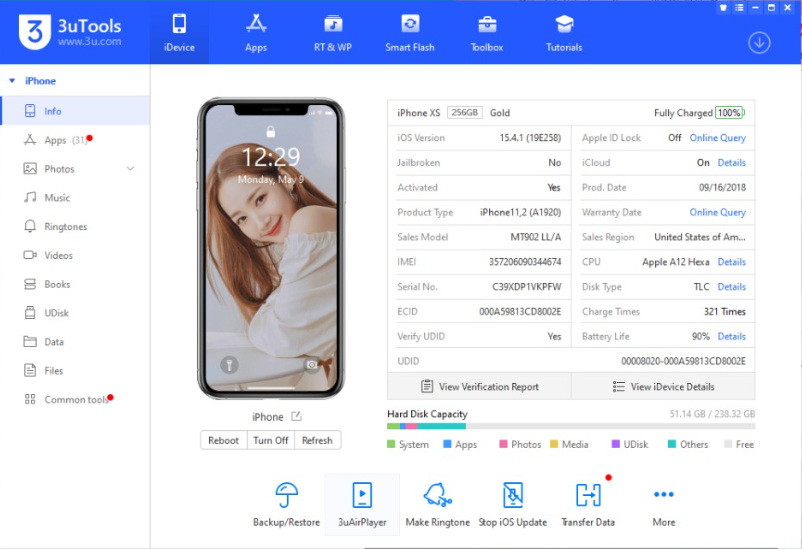 3uTools
www.3u.com
iDevice
Apps
RT & WP
Smart Flash
Toolbox
Tutorials
iPhone
Info
Apps (31)
Photos
Music
Ringtones
Videos
Books
UDisk
Data
Files
Common tools
12:29
Monday, May 9
iPhone
Reboot Turn Off Refresh
iPhone XS 256GB Gold Fully Charged 100%
iOS Version 15.4.1 (19E258) Apple ID Lock Off Online Query
Jailbroken No iCloud On Details
Activated Yes Prod. Date 09/16/2018
Product Type iPhone11,2 (A1920) Warranty Date Online Query
Sales Model MT902 LL/A Sales Region United States of Am...
IMEI 357206090344674 CPU Apple A12 Hexa Details
Serial No. C39XDP1VKPFW Disk Type TLC Details
ECID 000A59813CD8002E Charge Times 321 Times
Verify UDID Yes Battery Life 90% Details
UDID 00008020-000A59813CD8002E
View Verification Report View iDevice Details
Hard Disk Capacity 51.14 GB / 238.32 GB
System Apps Photos Media UDisk Others Free
Backup/Restore 3uAirPlayer Make Ringtone Stop iOS Update Transfer Data More